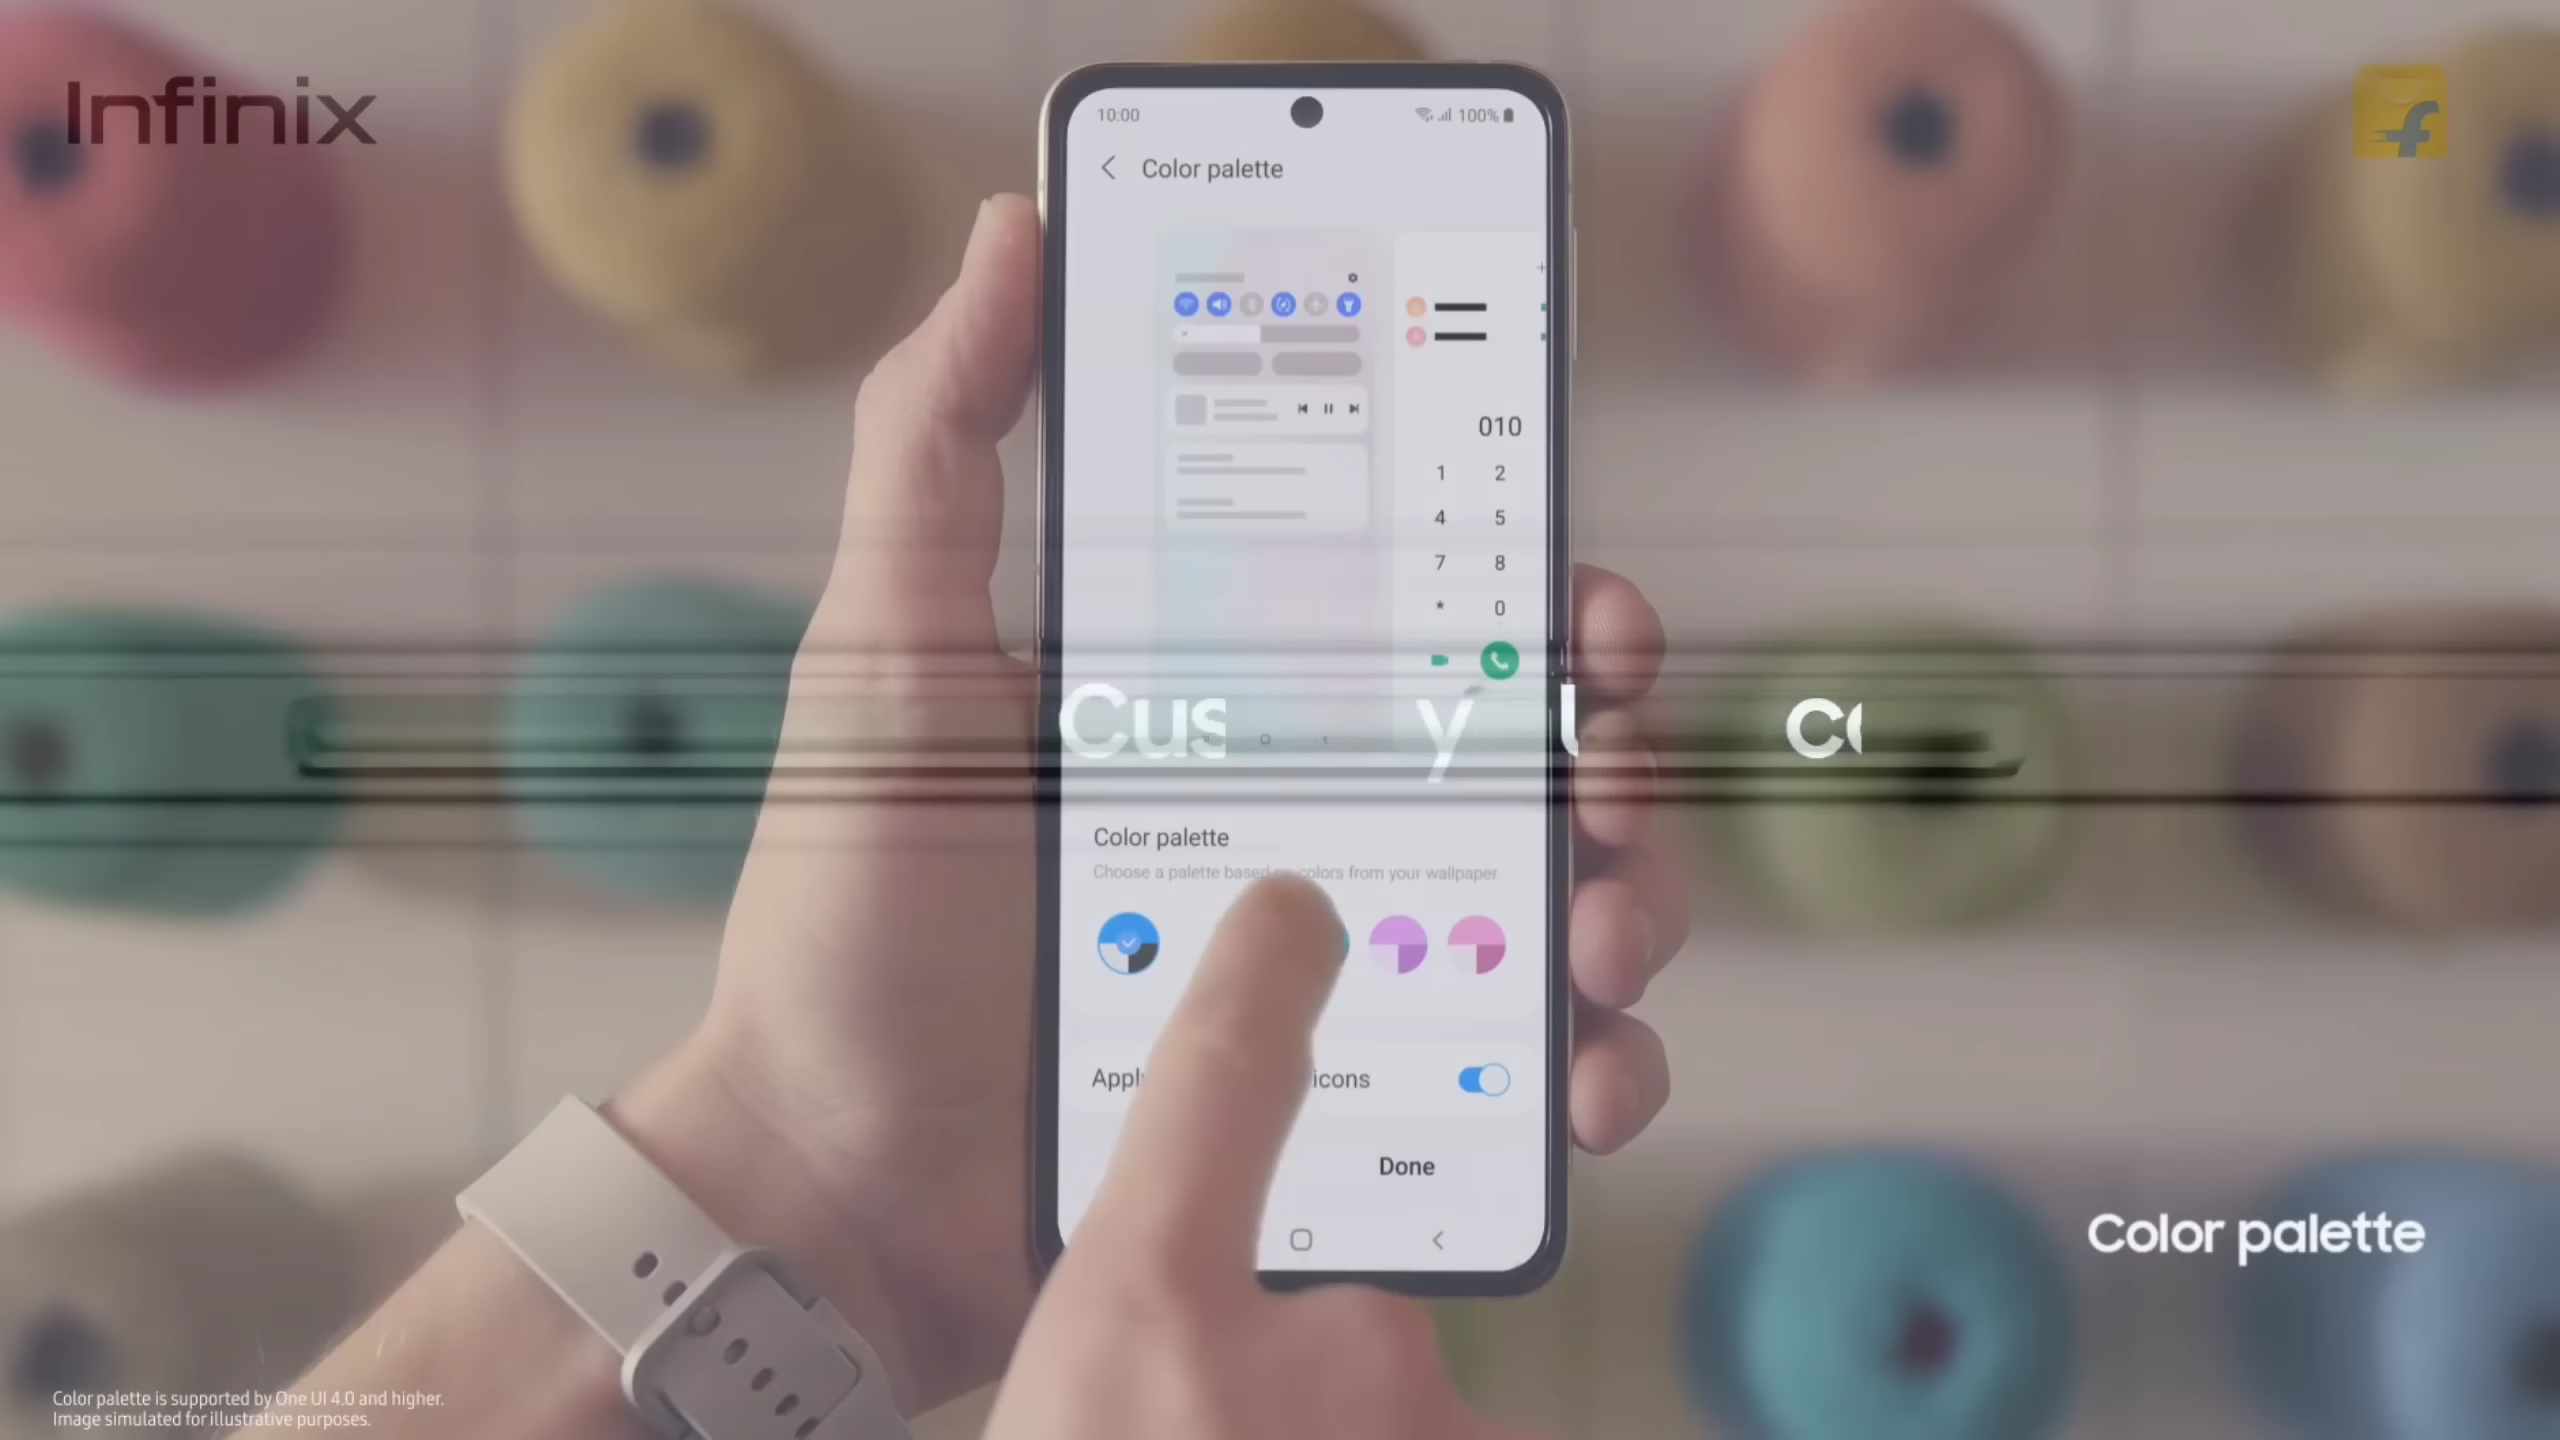 Infinix
f
10:00
100%
Color palette
010
1 2
4 5
7 8
* 0
Cus y
Color palette
Choose a palette based colors from your wallpaper.
icons
Done
Color palette
Color palette is supported by One UI 4.0 and higher.
Image simulated for illustrative purposes.